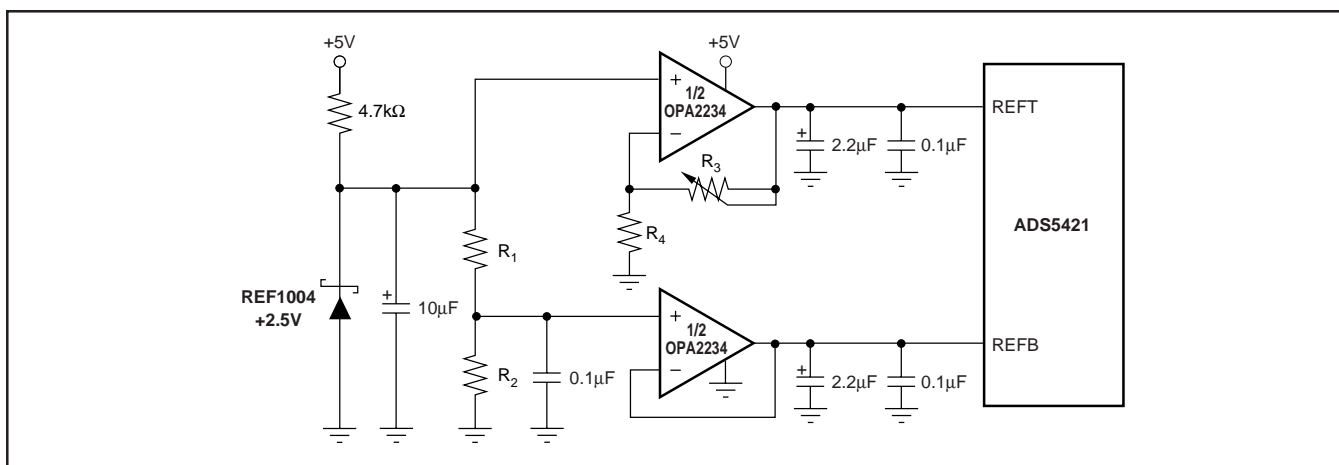 +5V
4.7kΩ
REF1004
+2.5V
+
10µF
R1
R2
0.1µF
+5V
+
1/2
OPA2234
−
R3
R4
+
2.2µF
0.1µF
REFT
+
1/2
OPA2234
−
+
2.2µF
0.1µF
REFB
ADS5421